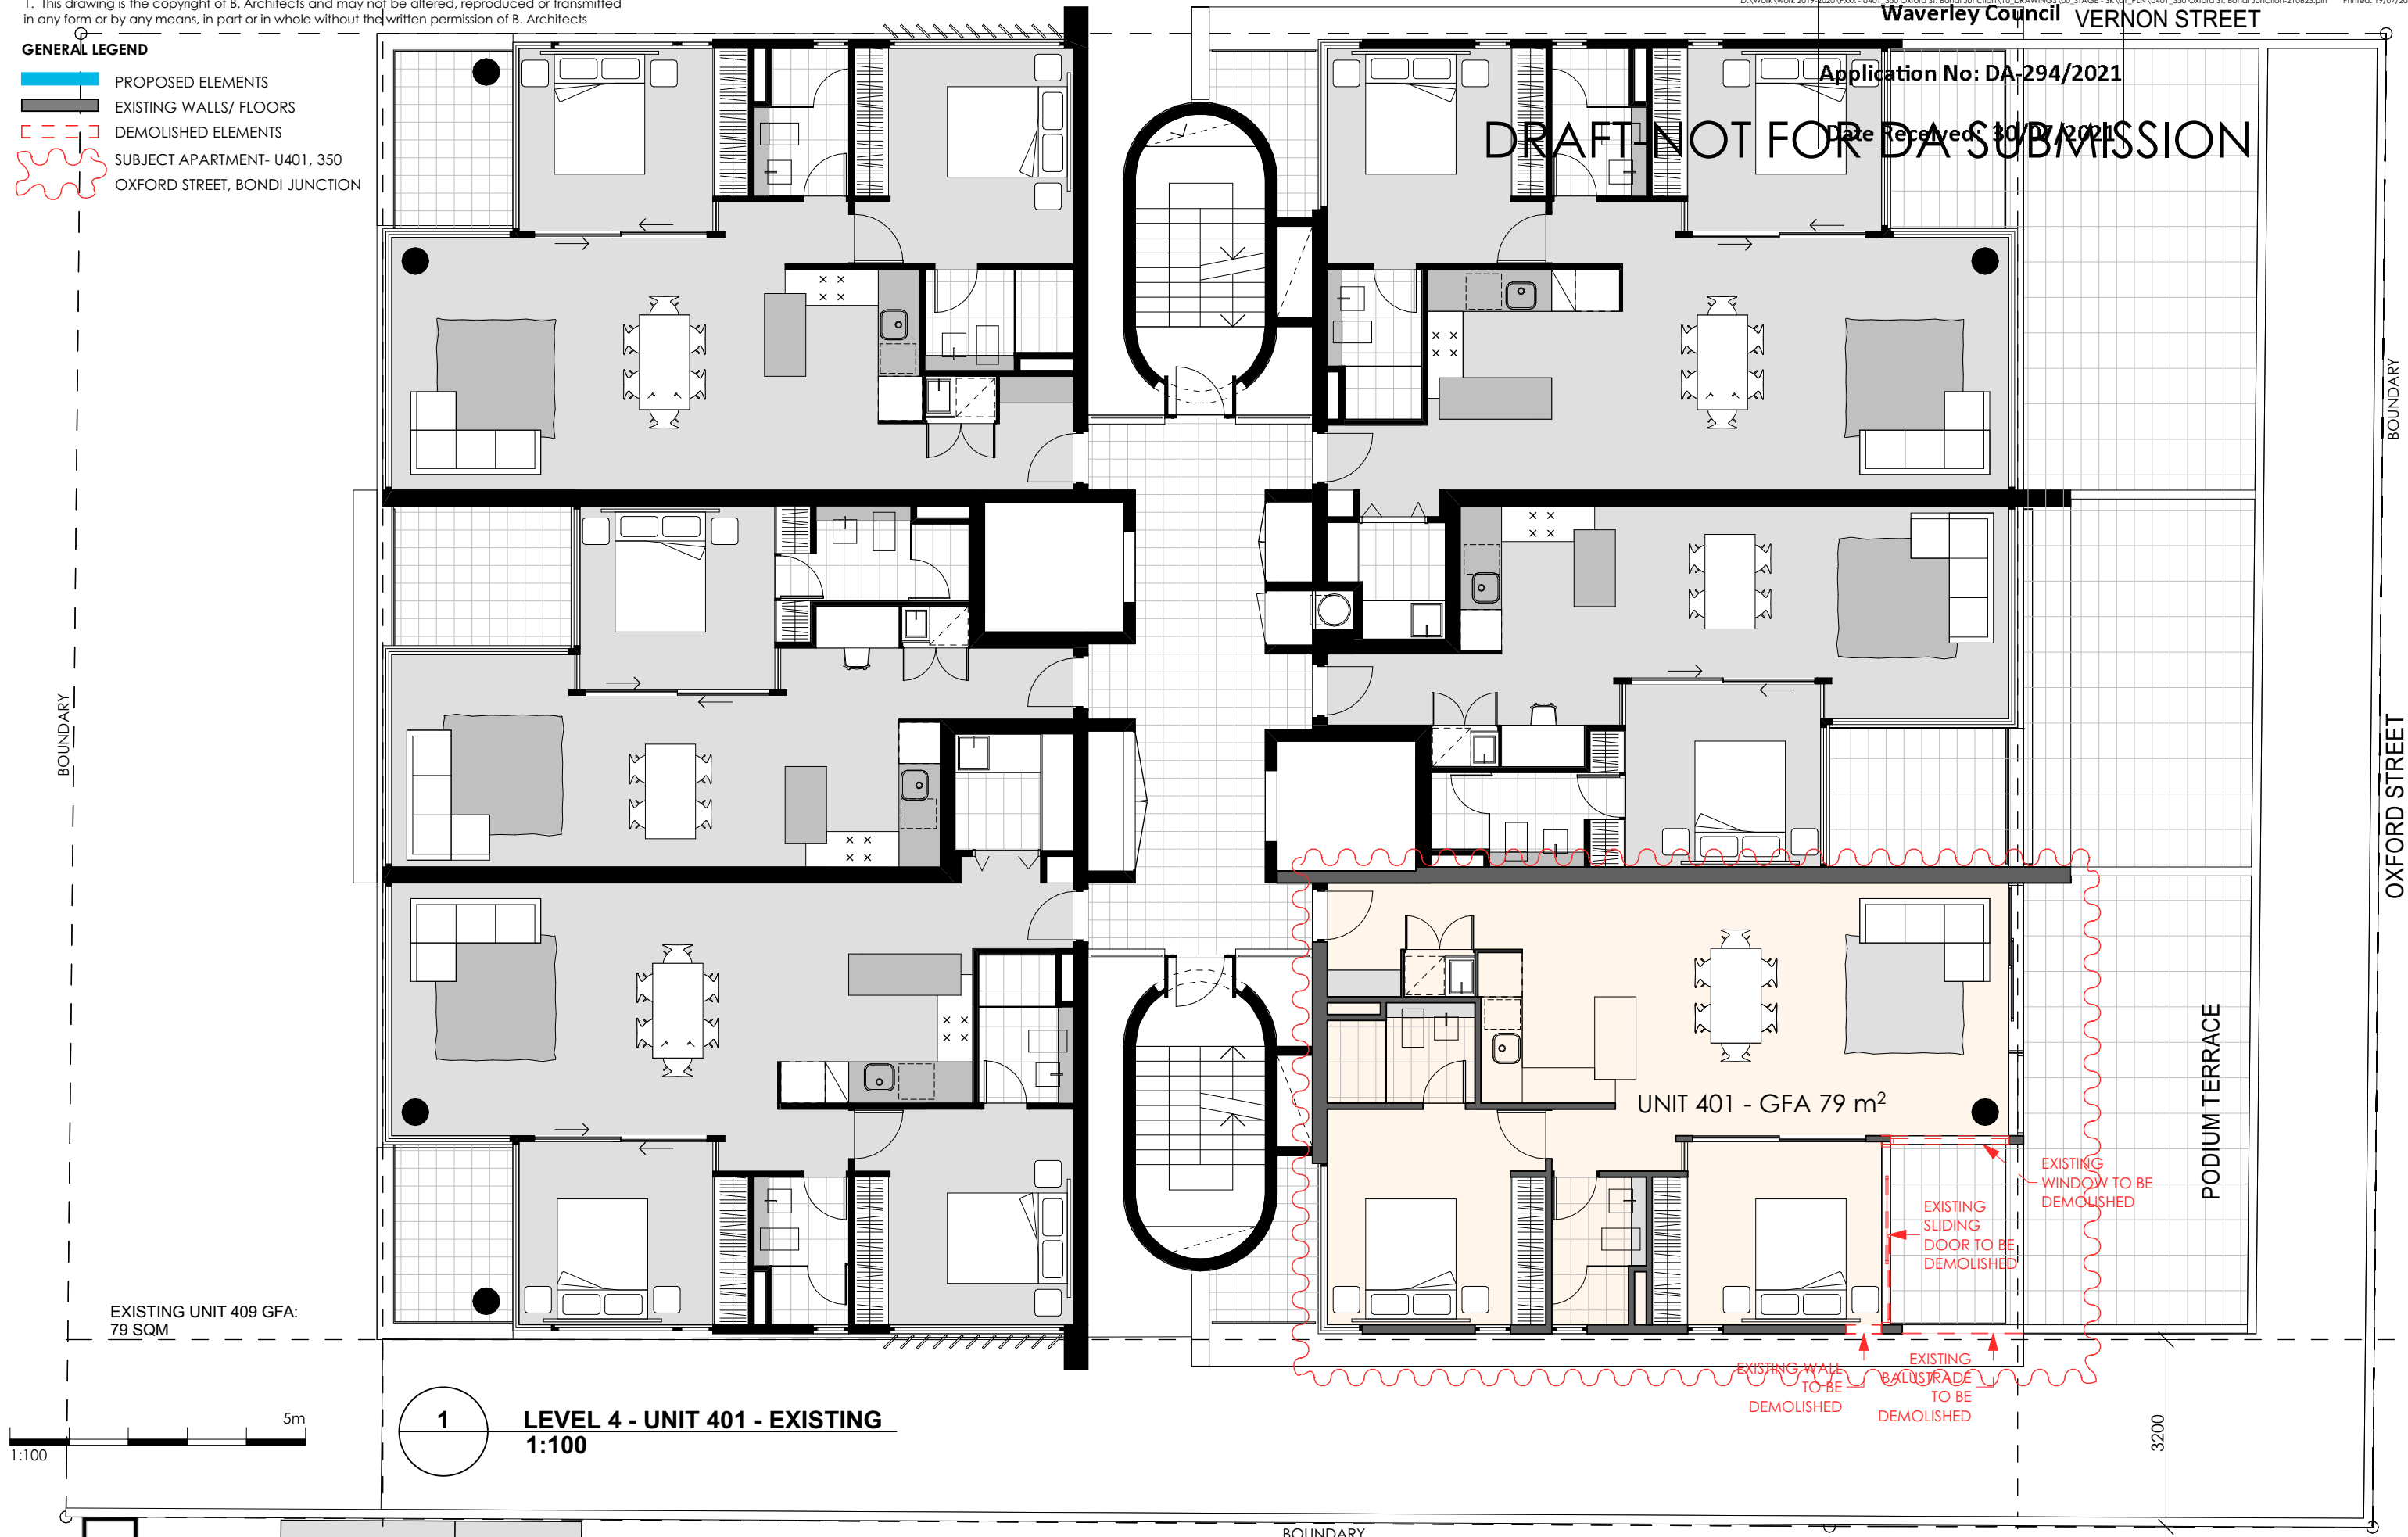 1. This drawing is the copyright of B. Architects and may not be altered, reproduced or transmitted
in any form or by any means, in part or in whole without the written permission of B. Architects
GENERAL LEGEND
PROPOSED ELEMENTS
EXISTING WALLS/ FLOORS
DEMOLISHED ELEMENTS
SUBJECT APARTMENT- U401, 350
OXFORD STREET, BONDI JUNCTION
Waverley Council
VERNON STREET
Application No: DA-294/2021
Date Received: 30/07/2021
DRAFT-NOT FOR DA SUBMISSION
BOUNDARY
BOUNDARY
OXFORD STREET
PODIUM TERRACE
UNIT 401 - GFA 79 m²
EXISTING
WINDOW TO BE
DEMOLISHED
EXISTING
SLIDING
DOOR TO BE
DEMOLISHED
EXISTING WALL
TO BE
DEMOLISHED
EXISTING
BALUSTRADE
TO BE
DEMOLISHED
EXISTING UNIT 409 GFA:
79 SQM
5m
1:100
1
LEVEL 4 - UNIT 401 - EXISTING
1:100
3200
BOUNDARY